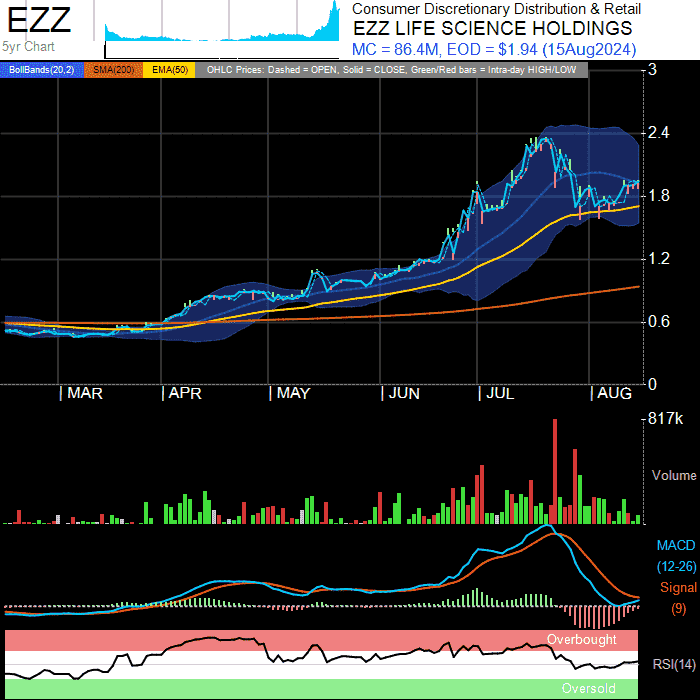 EZZ
5yr Chart
Consumer Discretionary Distribution & Retail
EZZ LIFE SCIENCE HOLDINGS
MC = 86.4M, EOD = $1.94 (15Aug2024)
BollBands(20,2) SMA(200) EMA(50) OHLC Prices: Dashed = OPEN, Solid = CLOSE, Green/Red bars = Intra-day HIGH/LOW
3
2.4
1.8
1.2
0.6
0
| MAR | APR | MAY | JUN | JUL | AUG
817k
Volume
MACD
(12-26)
Signal
(9)
Overbought
RSI(14)
Oversold